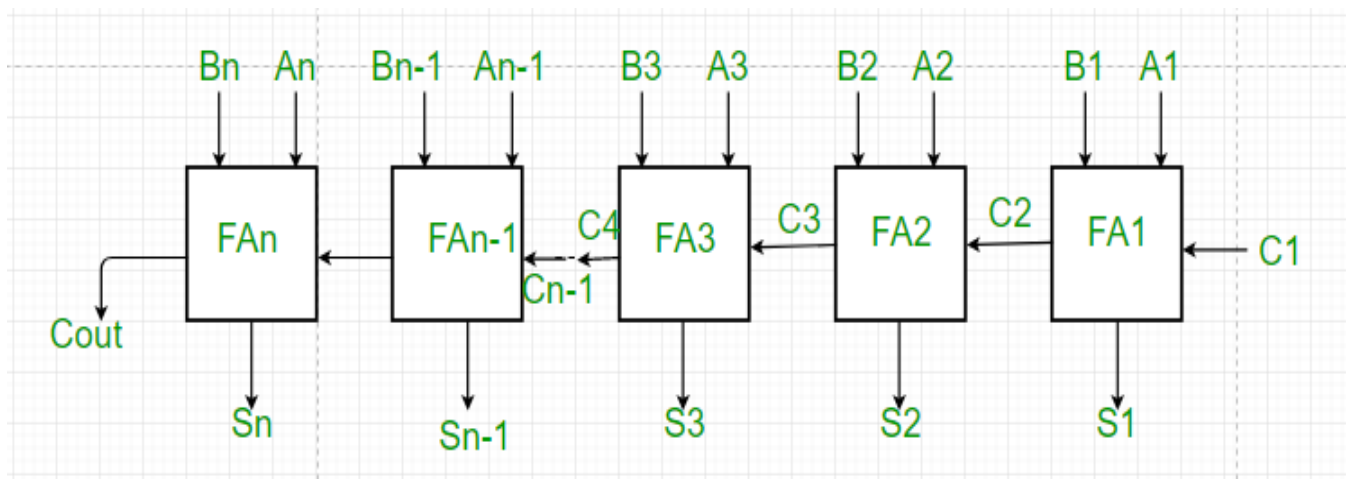 Bn An Bn-1 An-1 B3 A3 B2 A2 B1 A1
FAn FAn-1 C4 FA3 C3 FA2 C2 FA1 C1
Cn-1
Cout
Sn Sn-1 S3 S2 S1